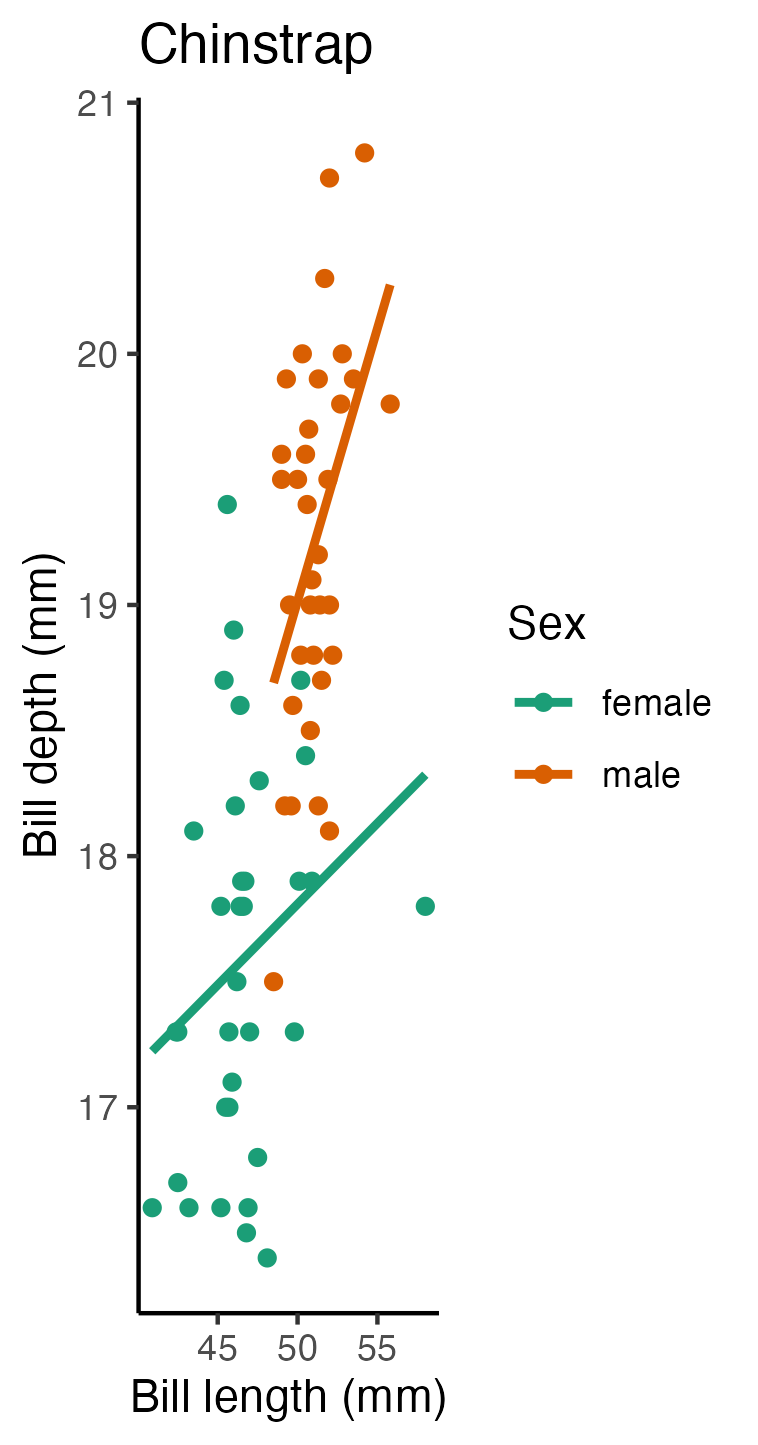 Chinstrap
21
20
19
18
17
Bill depth (mm)
45 50 55
Bill length (mm)
Sex
female
male